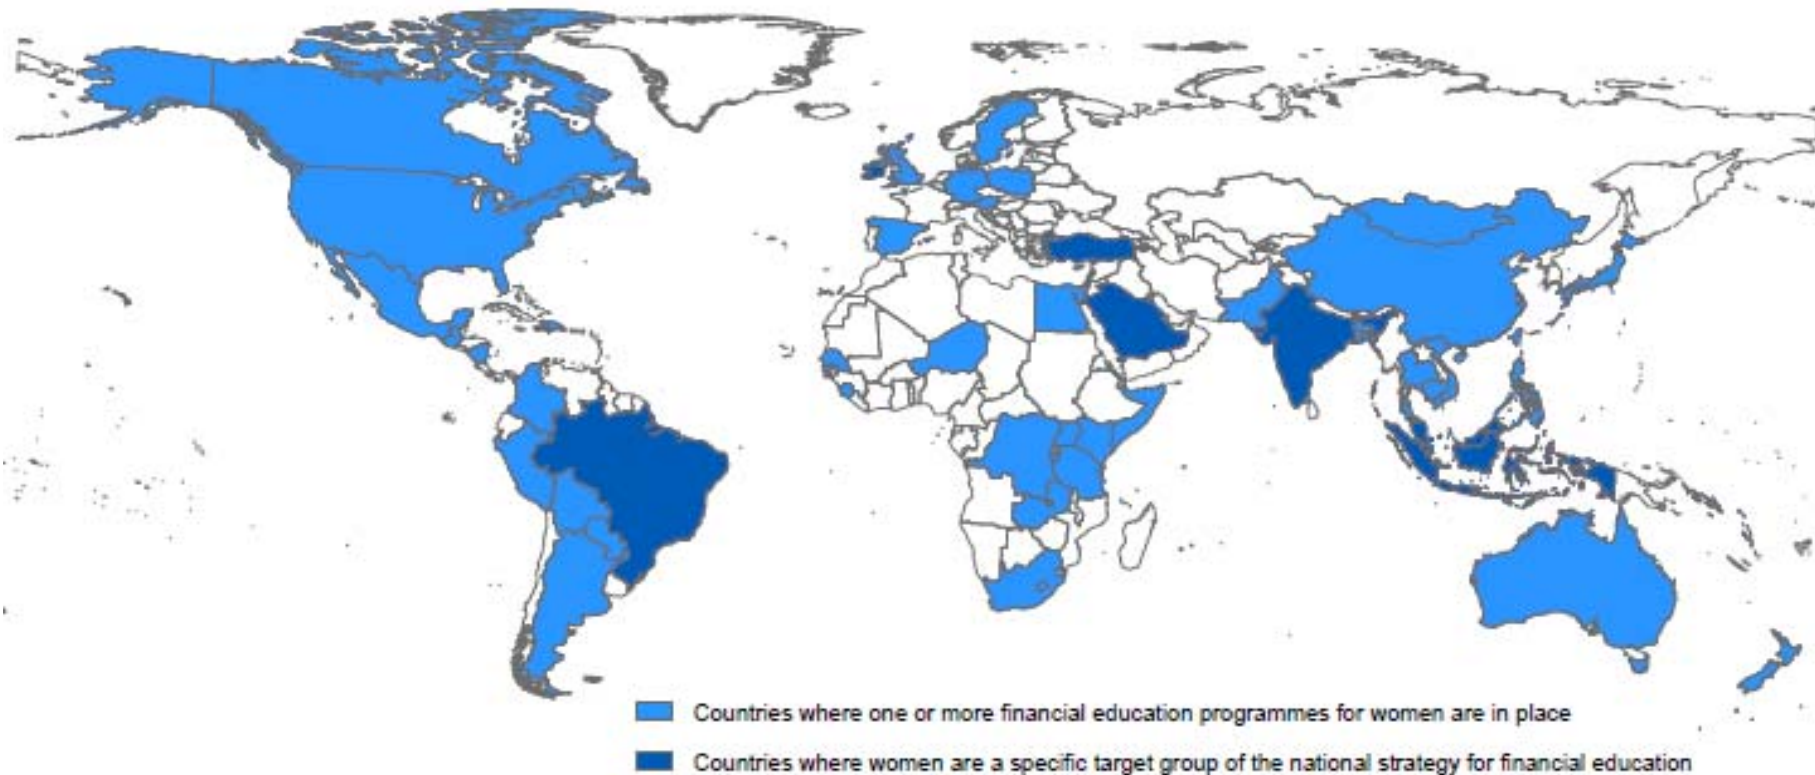 Countries where one or more financial education programmes for women are in place
Countries where women are a specific target group of the national strategy for financial education